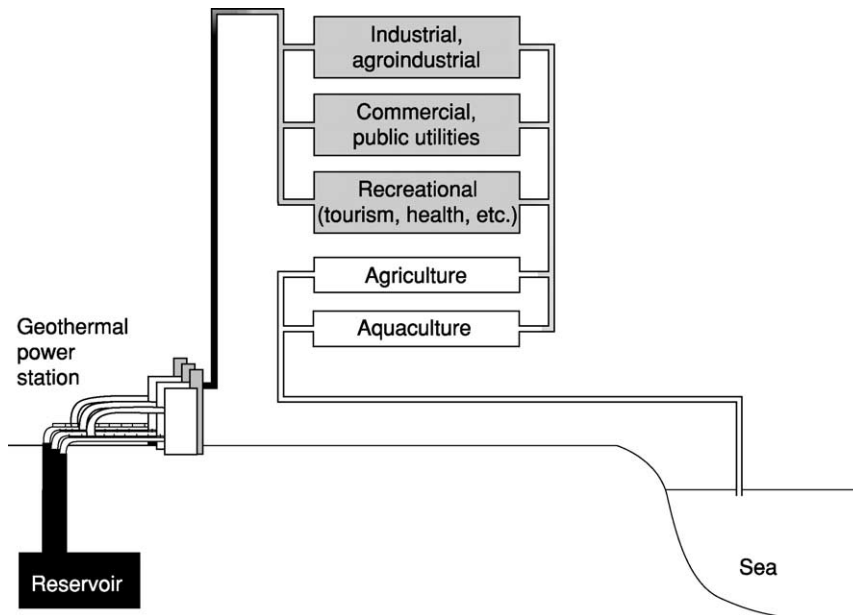 Industrial,
agroindustrial
Commercial,
public utilities
Recreational
(tourism, health, etc.)
Agriculture
Aquaculture
Geothermal
power
station
Reservoir
Sea